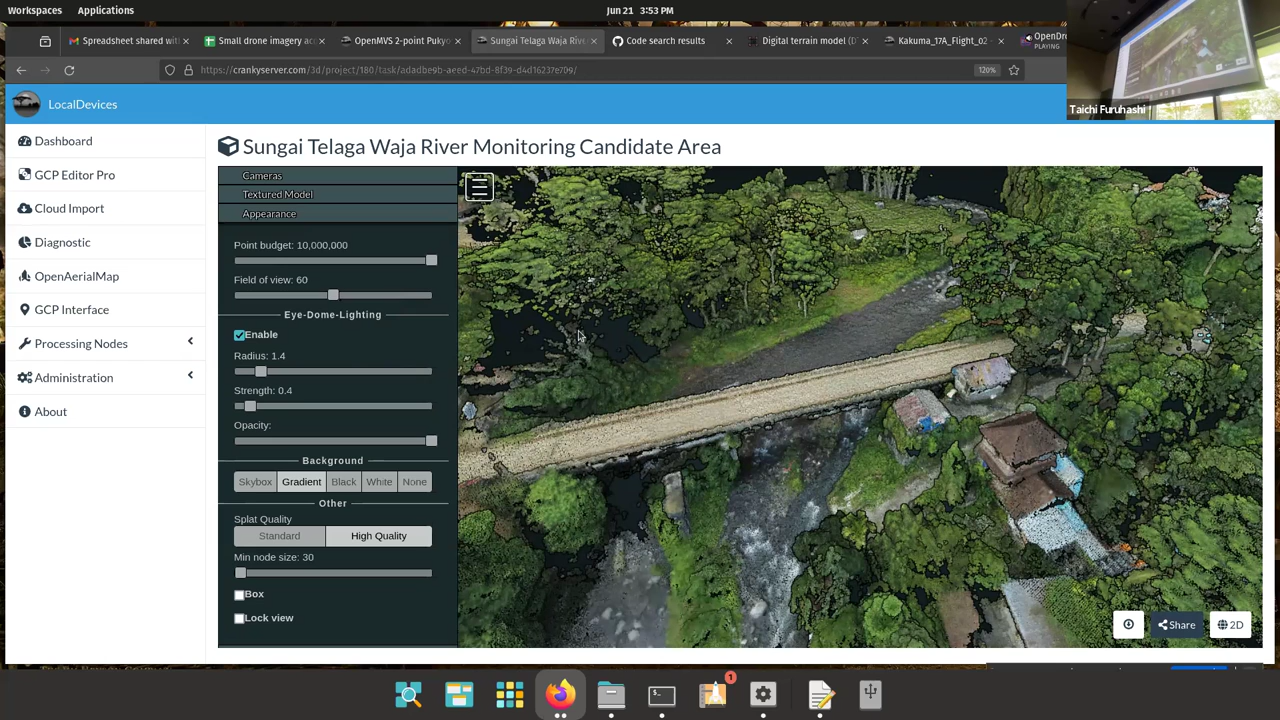 Workspaces
Applications
Jun 21 3:53 PM
Spreadsheet shared wit
Small drone imagery ac
OpenMVS 2-point Pukyo
Sungai Telaga Waja Rive
Code search results
Digital terrain model (D
Kakuma_17A_Flight_02
OpenDro
PLAYING
https://crankyserver.com/3d/project/180/task/adadbe9b-aeed-47bd-8f39-d4d16237e709/
120%
Taichi Furuhashi
LocalDevices
Dashboard
GCP Editor Pro
Cloud Import
Diagnostic
OpenAerialMap
GCP Interface
Processing Nodes
Administration
About
Sungai Telaga Waja River Monitoring Candidate Area
Cameras
Textured Model
Appearance
Point budget: 10,000,000
Field of view: 60
Eye-Dome-Lighting
Enable
Radius: 1.4
Strength: 0.4
Opacity:
Background
Skybox
Gradient
Black
White
None
Other
Splat Quality
Standard
High Quality
Min node size: 30
Box
Lock view
Share
2D
1